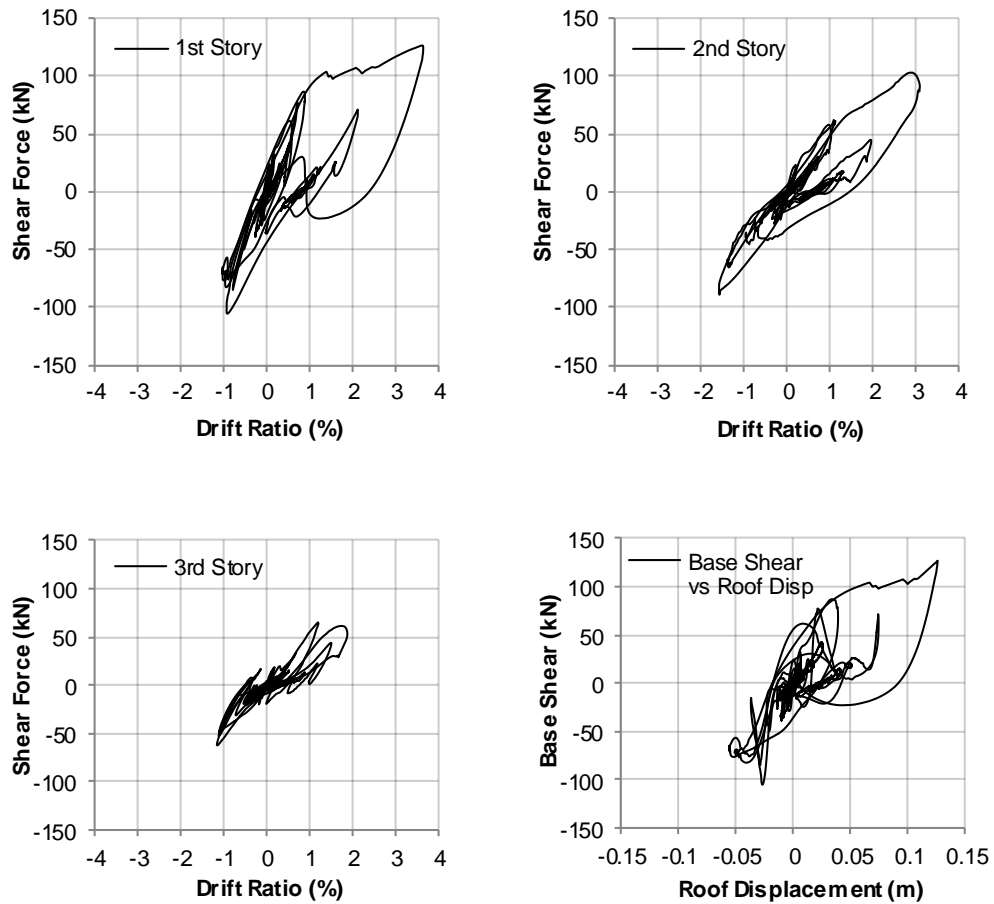 150
100
50
0
-50
-100
-150
Shear Force (kN)
1st Story
-4 -3 -2 -1 0 1 2 3 4
Drift Ratio (%)
150
100
50
0
-50
-100
-150
Shear Force (kN)
2nd Story
-4 -3 -2 -1 0 1 2 3 4
Drift Ratio (%)
150
100
50
0
-50
-100
-150
Shear Force (kN)
3rd Story
-4 -3 -2 -1 0 1 2 3 4
Drift Ratio (%)
150
100
50
0
-50
-100
-150
Base Shear (kN)
Base Shear
vs Roof Disp
-0.15 -0.1 -0.05 0 0.05 0.1 0.15
Roof Displacement (m)